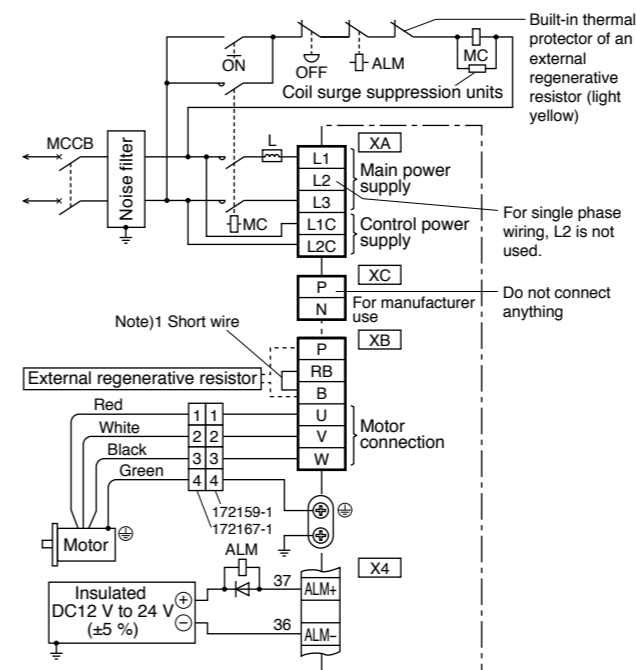 Built-in thermal
protector of an
external
regenerative
resistor (light
yellow)
ON
OFF
ALM
MC
Coil surge suppression units
MCCB
Noise filter
L
MC
XA
L1
L2
L3
L1C
L2C
Main power
supply
Control power
supply
For single phase
wiring, L2 is not
used.
XC
P
N
For manufacturer
use
Do not connect
anything
Note)1 Short wire
XB
P
RB
B
U
V
W
External regenerative resistor
Motor
connection
Red
White
Black
Green
1 1
2 2
3 3
4 4
172159-1
172167-1
Motor
ALM
X4
Insulated
DC12 V to 24 V
(±5 %)
+
−
37
36
ALM+
ALM−